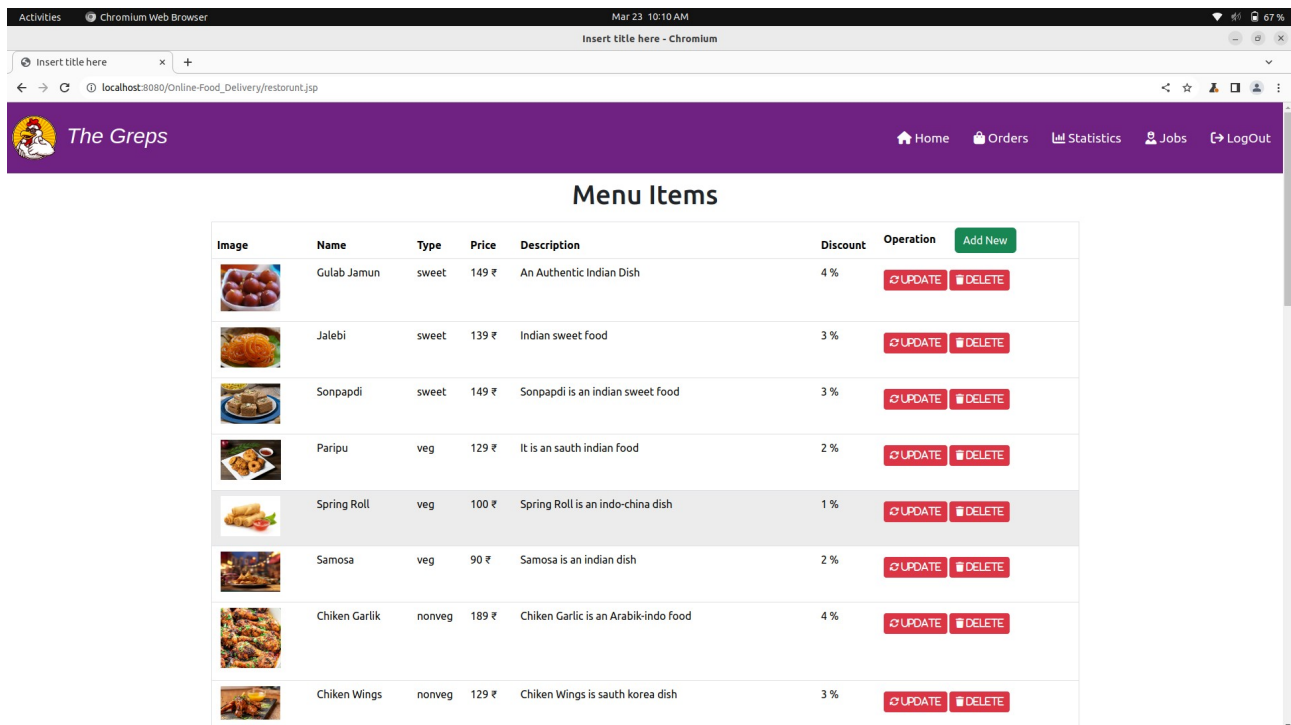 Activities Chromium Web Browser Mar 23 10:10 AM 67 %
Insert title here - Chromium
Insert title here
localhost:8080/Online-Food_Delivery/restorunt.jsp
The Greps Home Orders Statistics Jobs LogOut
Menu Items
Image Name Type Price Description Discount Operation Add New
Gulab Jamun sweet 149 ₹ An Authentic Indian Dish 4 % UPDATE DELETE
Jalebi sweet 139 ₹ Indian sweet food 3 % UPDATE DELETE
Sonpapdi sweet 149 ₹ Sonpapdi is an indian sweet food 3 % UPDATE DELETE
Paripu veg 129 ₹ It is an sauth indian food 2 % UPDATE DELETE
Spring Roll veg 100 ₹ Spring Roll is an indo-china dish 1 % UPDATE DELETE
Samosa veg 90 ₹ Samosa is an indian dish 2 % UPDATE DELETE
Chiken Garlik nonveg 189 ₹ Chiken Garlic is an Arabik-indo food 4 % UPDATE DELETE
Chiken Wings nonveg 129 ₹ Chiken Wings is sauth korea dish 3 % UPDATE DELETE